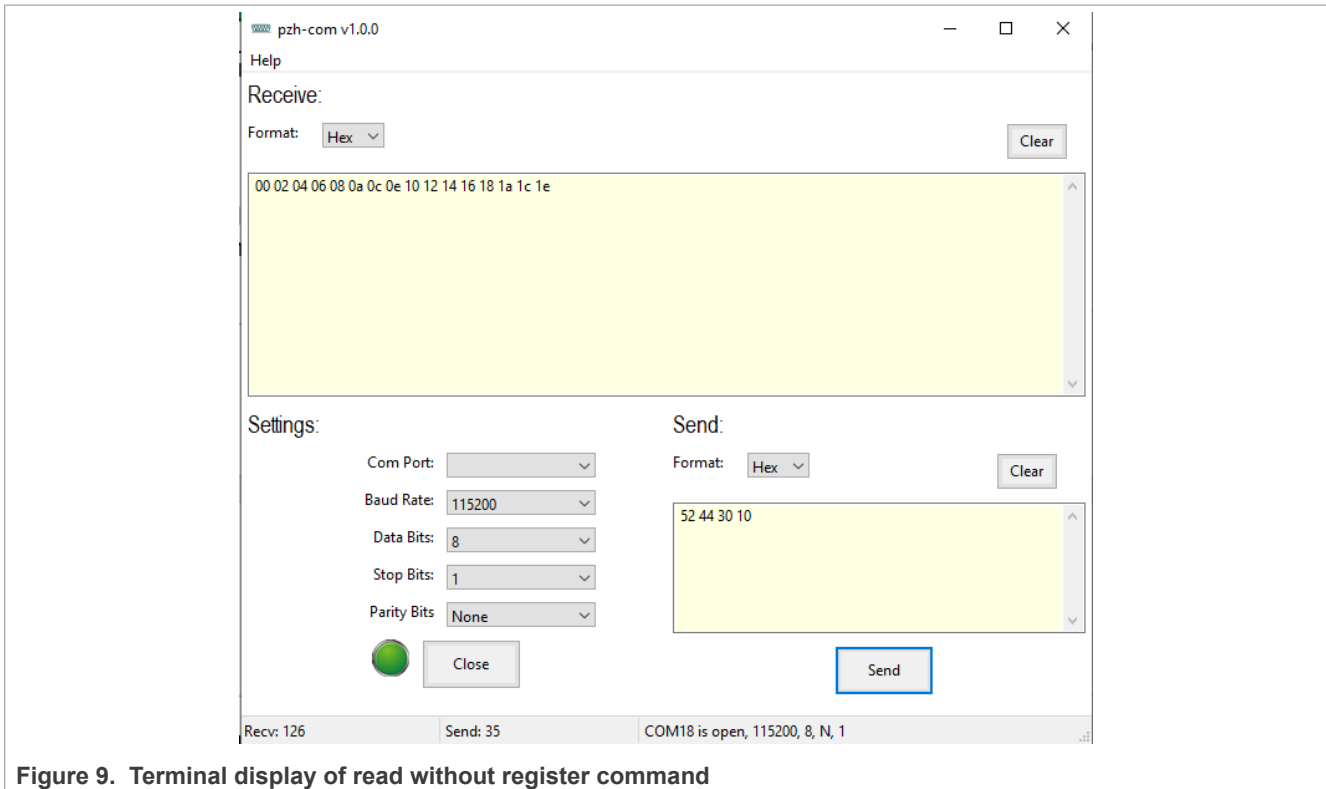 pzh-com v1.0.0
Help
Receive:
Format: Hex
Clear
00 02 04 06 08 0a 0c 0e 10 12 14 16 18 1a 1c 1e
Settings:
Com Port:
Baud Rate: 115200
Data Bits: 8
Stop Bits: 1
Parity Bits None
Close
Send:
Format: Hex
Clear
52 44 30 10
Send
Recv: 126 Send: 35 COM18 is open, 115200, 8, N, 1
Figure 9. Terminal display of read without register command